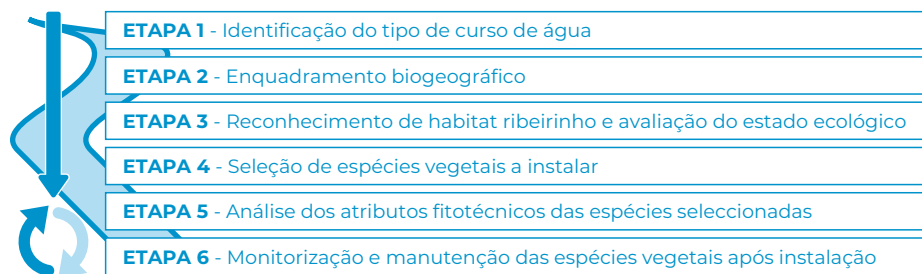 ETAPA 1 - Identificação do tipo de curso de água
ETAPA 2 - Enquadramento biogeográfico
ETAPA 3 - Reconhecimento de habitat ribeirinho e avaliação do estado ecológico
ETAPA 4 - Seleção de espécies vegetais a instalar
ETAPA 5 - Análise dos atributos fitotécnicos das espécies seleccionadas
ETAPA 6 - Monitorização e manutenção das espécies vegetais após instalação